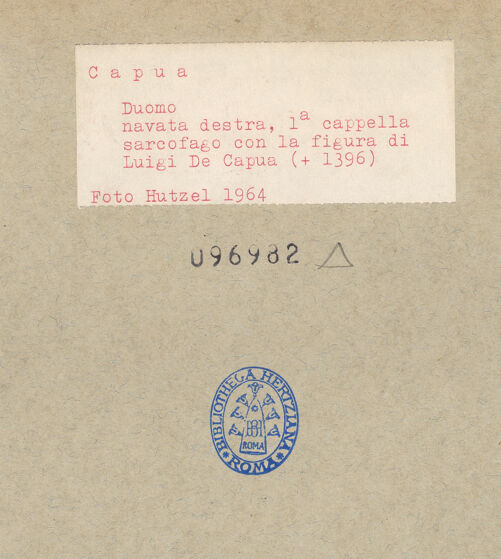 Capua
Duomo
navata destra, 1a cappella
sarcofago con la figura di
Luigi De Capua (+ 1396)
Foto Hutzel 1964
096982
BIBLIOTHECA HERTZIANA
BH
ROMA
* ROMA *